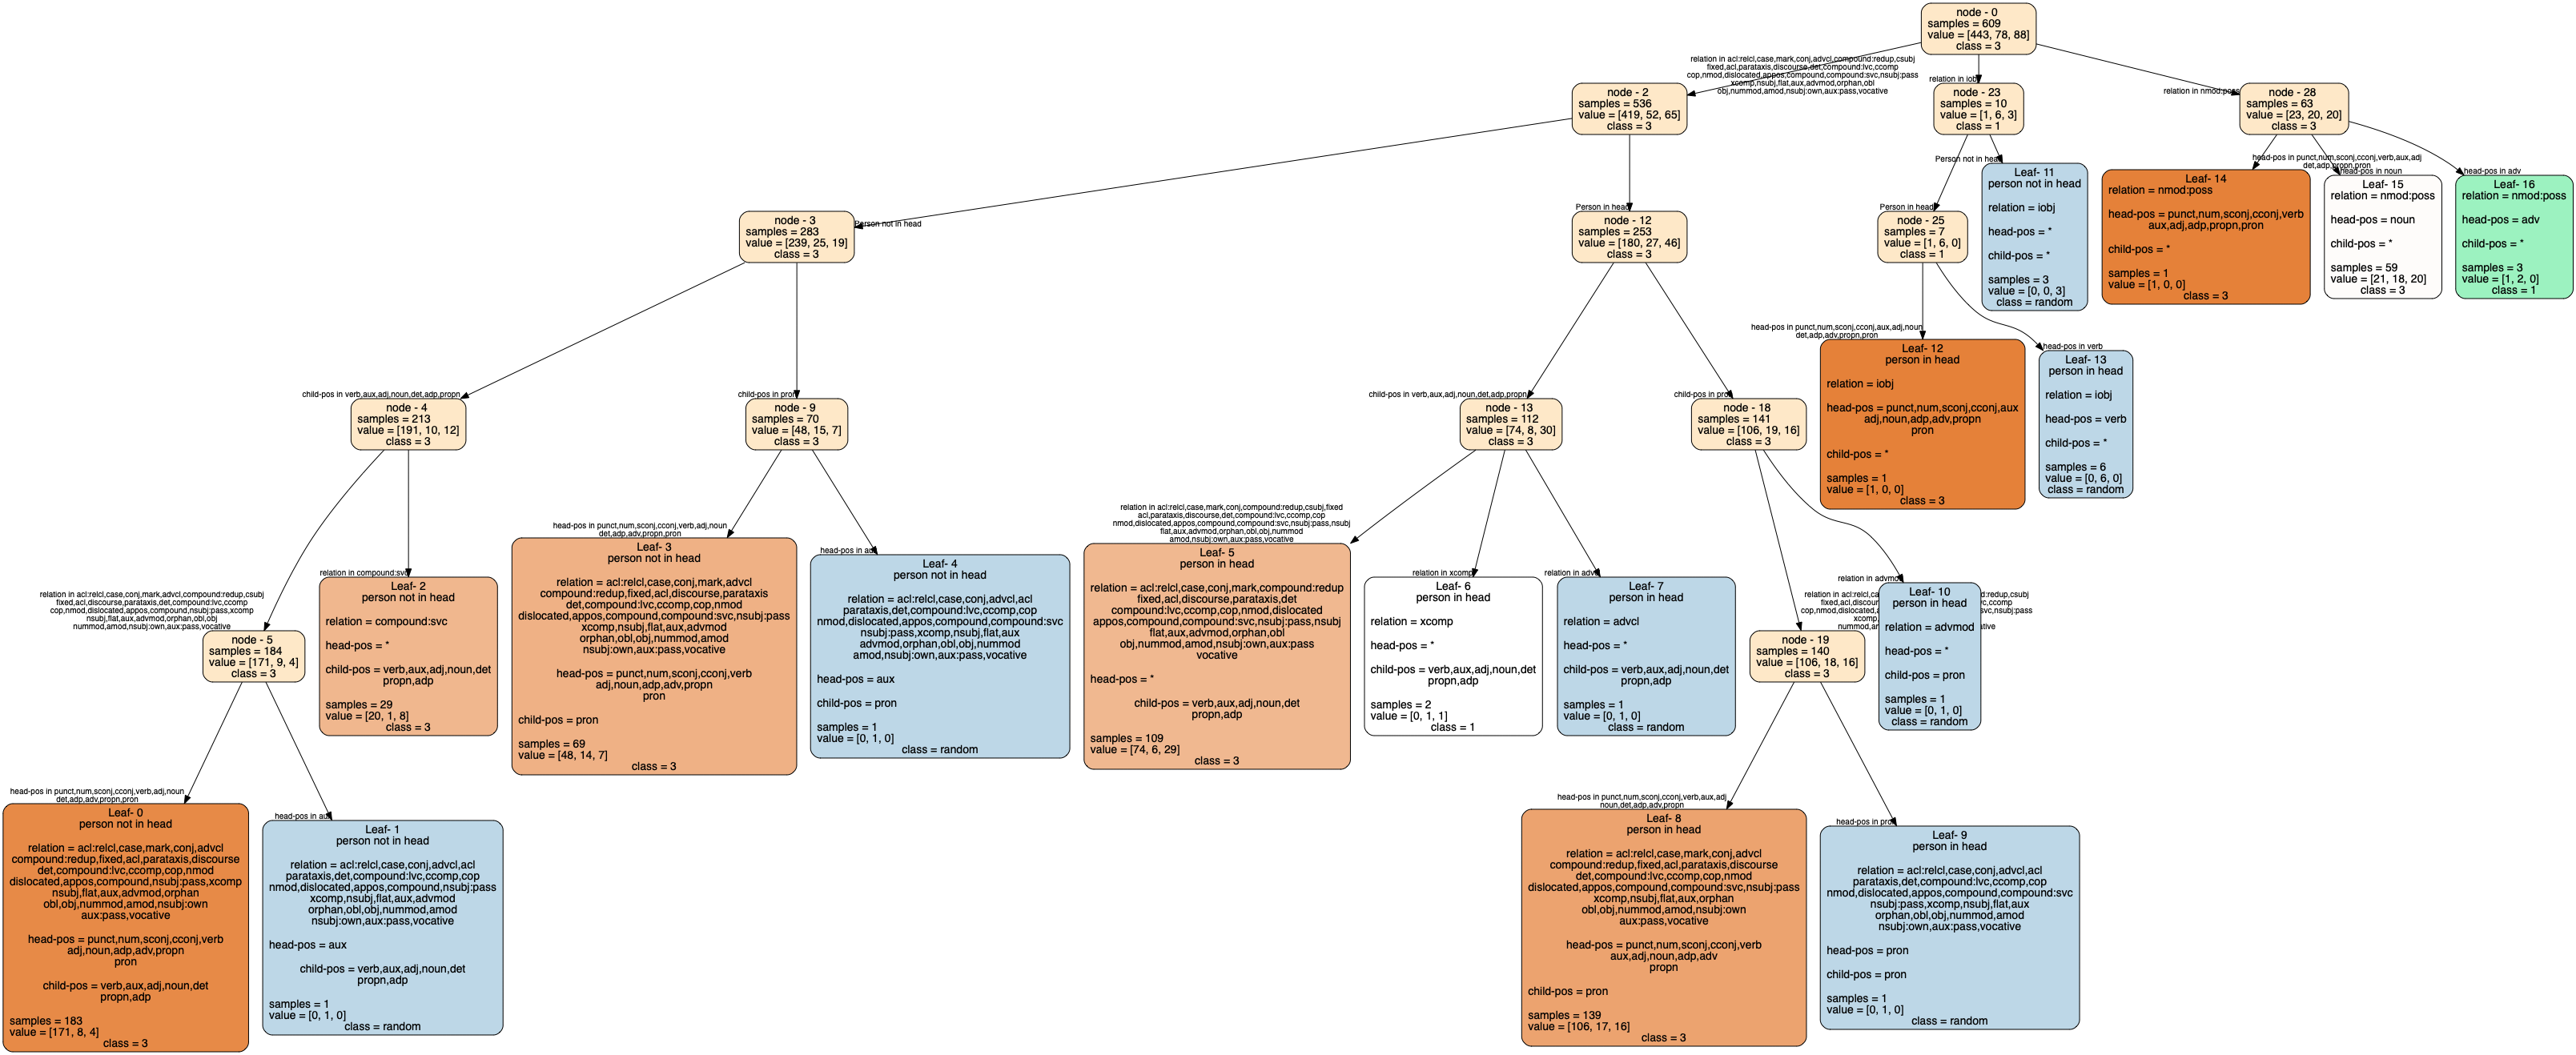 node - 0
samples = 609
value = [443, 78, 88]
class = 3
relation in acl:relcl,case,mark,conj,advcl,compound:redup,csubj
fixed,acl,parataxis,discourse,det,compound:lvc,ccomp
cop,nmod,dislocated,appos,compound,compound:svc,nsubj:pass
xcomp,nsubj,flat,aux,advmod,orphan,obl
obj,nummod,amod,nsubj:own,aux:pass,vocative
relation in iobj
relation in nmod:poss
node - 2
samples = 536
value = [419, 52, 65]
class = 3
node - 23
samples = 10
value = [1, 6, 3]
class = 1
node - 28
samples = 63
value = [23, 20, 20]
class = 3
Person not in head
Person in head
Person in head
Person not in head
head-pos in punct,num,sconj,cconj,verb,aux,adj
det,adp,propn,pron
head-pos in noun
head-pos in adv
node - 3
samples = 283
value = [239, 25, 19]
class = 3
node - 12
samples = 253
value = [180, 27, 46]
class = 3
node - 25
samples = 7
value = [1, 6, 0]
class = 1
Leaf- 11
person not in head
relation = iobj
head-pos = *
child-pos = *
samples = 3
value = [0, 0, 3]
class = random
Leaf- 14
relation = nmod:poss
head-pos = punct,num,sconj,cconj,verb
aux,adj,adp,propn,pron
child-pos = *
samples = 1
value = [1, 0, 0]
class = 3
Leaf- 15
relation = nmod:poss
head-pos = noun
child-pos = *
samples = 59
value = [21, 18, 20]
class = 3
Leaf- 16
relation = nmod:poss
head-pos = adv
child-pos = *
samples = 3
value = [1, 2, 0]
class = 1
child-pos in verb,aux,adj,noun,det,adp,propn
child-pos in pron
child-pos in verb,aux,adj,noun,det,adp,propn
child-pos in pron
head-pos in punct,num,sconj,cconj,aux,adj,noun
det,adp,adv,propn,pron
head-pos in verb
node - 4
samples = 213
value = [191, 10, 12]
class = 3
node - 9
samples = 70
value = [48, 15, 7]
class = 3
node - 13
samples = 112
value = [74, 8, 30]
class = 3
node - 18
samples = 141
value = [106, 19, 16]
class = 3
Leaf- 12
person in head
relation = iobj
head-pos = punct,num,sconj,cconj,aux
adj,noun,adp,adv,propn
pron
child-pos = *
samples = 1
value = [1, 0, 0]
class = 3
Leaf- 13
person in head
relation = iobj
head-pos = verb
child-pos = *
samples = 6
value = [0, 6, 0]
class = random
relation in acl:relcl,case,conj,mark,advcl,compound:redup,csubj
fixed,acl,discourse,parataxis,det,compound:lvc,ccomp
cop,nmod,dislocated,appos,compound,nsubj:pass,xcomp
nsubj,flat,aux,advmod,orphan,obl,obj
nummod,amod,nsubj:own,aux:pass,vocative
relation in compound:svc
head-pos in punct,num,sconj,cconj,verb,adj,noun
det,adp,adv,propn,pron
head-pos in aux
relation in acl:relcl,case,mark,conj,compound:redup,csubj,fixed
acl,parataxis,discourse,det,compound:lvc,ccomp,cop
nmod,dislocated,appos,compound,compound:svc,nsubj:pass,nsubj
flat,aux,advmod,orphan,obl,obj,nummod
amod,nsubj:own,aux:pass,vocative
relation in xcomp
relation in advcl
relation in advmod
node - 5
samples = 184
value = [171, 9, 4]
class = 3
Leaf- 2
person not in head
relation = compound:svc
head-pos = *
child-pos = verb,aux,adj,noun,det
propn,adp
samples = 29
value = [20, 1, 8]
class = 3
Leaf- 3
person not in head
relation = acl:relcl,case,conj,mark,advcl
compound:redup,fixed,acl,discourse,parataxis
det,compound:lvc,ccomp,cop,nmod
dislocated,appos,compound,compound:svc,nsubj:pass
xcomp,nsubj,flat,aux,advmod
orphan,obl,obj,nummod,amod
nsubj:own,aux:pass,vocative
head-pos = punct,num,sconj,cconj,verb
adj,noun,adp,adv,propn
pron
child-pos = pron
samples = 69
value = [48, 14, 7]
class = 3
Leaf- 4
person not in head
relation = acl:relcl,case,conj,advcl,acl
parataxis,det,compound:lvc,ccomp,cop
nmod,dislocated,appos,compound,compound:svc
nsubj:pass,xcomp,nsubj,flat,aux
advmod,orphan,obl,obj,nummod
amod,nsubj:own,aux:pass,vocative
head-pos = aux
child-pos = pron
samples = 1
value = [0, 1, 0]
class = random
Leaf- 5
person in head
relation = acl:relcl,case,conj,mark,compound:redup
fixed,acl,discourse,parataxis,det
compound:lvc,ccomp,cop,nmod,dislocated
appos,compound,compound:svc,nsubj:pass,nsubj
flat,aux,advmod,orphan,obl
obj,nummod,amod,nsubj:own,aux:pass
vocative
head-pos = *
child-pos = verb,aux,adj,noun,det
propn,adp
samples = 109
value = [74, 6, 29]
class = 3
Leaf- 6
person in head
relation = xcomp
head-pos = *
child-pos = verb,aux,adj,noun,det
propn,adp
samples = 2
value = [0, 1, 1]
class = 1
Leaf- 7
person in head
relation = advcl
head-pos = *
child-pos = verb,aux,adj,noun,det
propn,adp
samples = 1
value = [0, 1, 0]
class = random
node - 19
samples = 140
value = [106, 18, 16]
class = 3
Leaf- 10
person in head
relation = advmod
head-pos = *
child-pos = pron
samples = 1
value = [0, 1, 0]
class = random
head-pos in punct,num,sconj,cconj,verb,adj,noun
det,adp,adv,propn,pron
head-pos in aux
head-pos in punct,num,sconj,cconj,verb,aux,adj
noun,det,adp,adv,propn
head-pos in pron
Leaf- 0
person not in head
relation = acl:relcl,case,mark,conj,advcl
compound:redup,fixed,acl,parataxis,discourse
det,compound:lvc,ccomp,cop,nmod
dislocated,appos,compound,nsubj:pass,xcomp
nsubj,flat,aux,advmod,orphan
obl,obj,nummod,amod,nsubj:own
aux:pass,vocative
head-pos = punct,num,sconj,cconj,verb
adj,noun,adp,adv,propn
pron
child-pos = verb,aux,adj,noun,det
propn,adp
samples = 183
value = [171, 8, 4]
class = 3
Leaf- 1
person not in head
relation = acl:relcl,case,conj,advcl,acl
parataxis,det,compound:lvc,ccomp,cop
nmod,dislocated,appos,compound,nsubj:pass
xcomp,nsubj,flat,aux,advmod
orphan,obl,obj,nummod,amod
nsubj:own,aux:pass,vocative
head-pos = aux
child-pos = verb,aux,adj,noun,det
propn,adp
samples = 1
value = [0, 1, 0]
class = random
Leaf- 8
person in head
relation = acl:relcl,case,mark,conj,advcl
compound:redup,fixed,acl,parataxis,discourse
det,compound:lvc,ccomp,cop,nmod
dislocated,appos,compound,compound:svc,nsubj:pass
xcomp,nsubj,flat,aux,orphan
obl,obj,nummod,amod,nsubj:own
aux:pass,vocative
head-pos = punct,num,sconj,cconj,verb
aux,adj,noun,adp,adv
propn
child-pos = pron
samples = 139
value = [106, 17, 16]
class = 3
Leaf- 9
person in head
relation = acl:relcl,case,conj,advcl,acl
parataxis,det,compound:lvc,ccomp,cop
nmod,dislocated,appos,compound,compound:svc
nsubj:pass,xcomp,nsubj,flat,aux
orphan,obl,obj,nummod,amod
nsubj:own,aux:pass,vocative
head-pos = pron
child-pos = pron
samples = 1
value = [0, 1, 0]
class = random